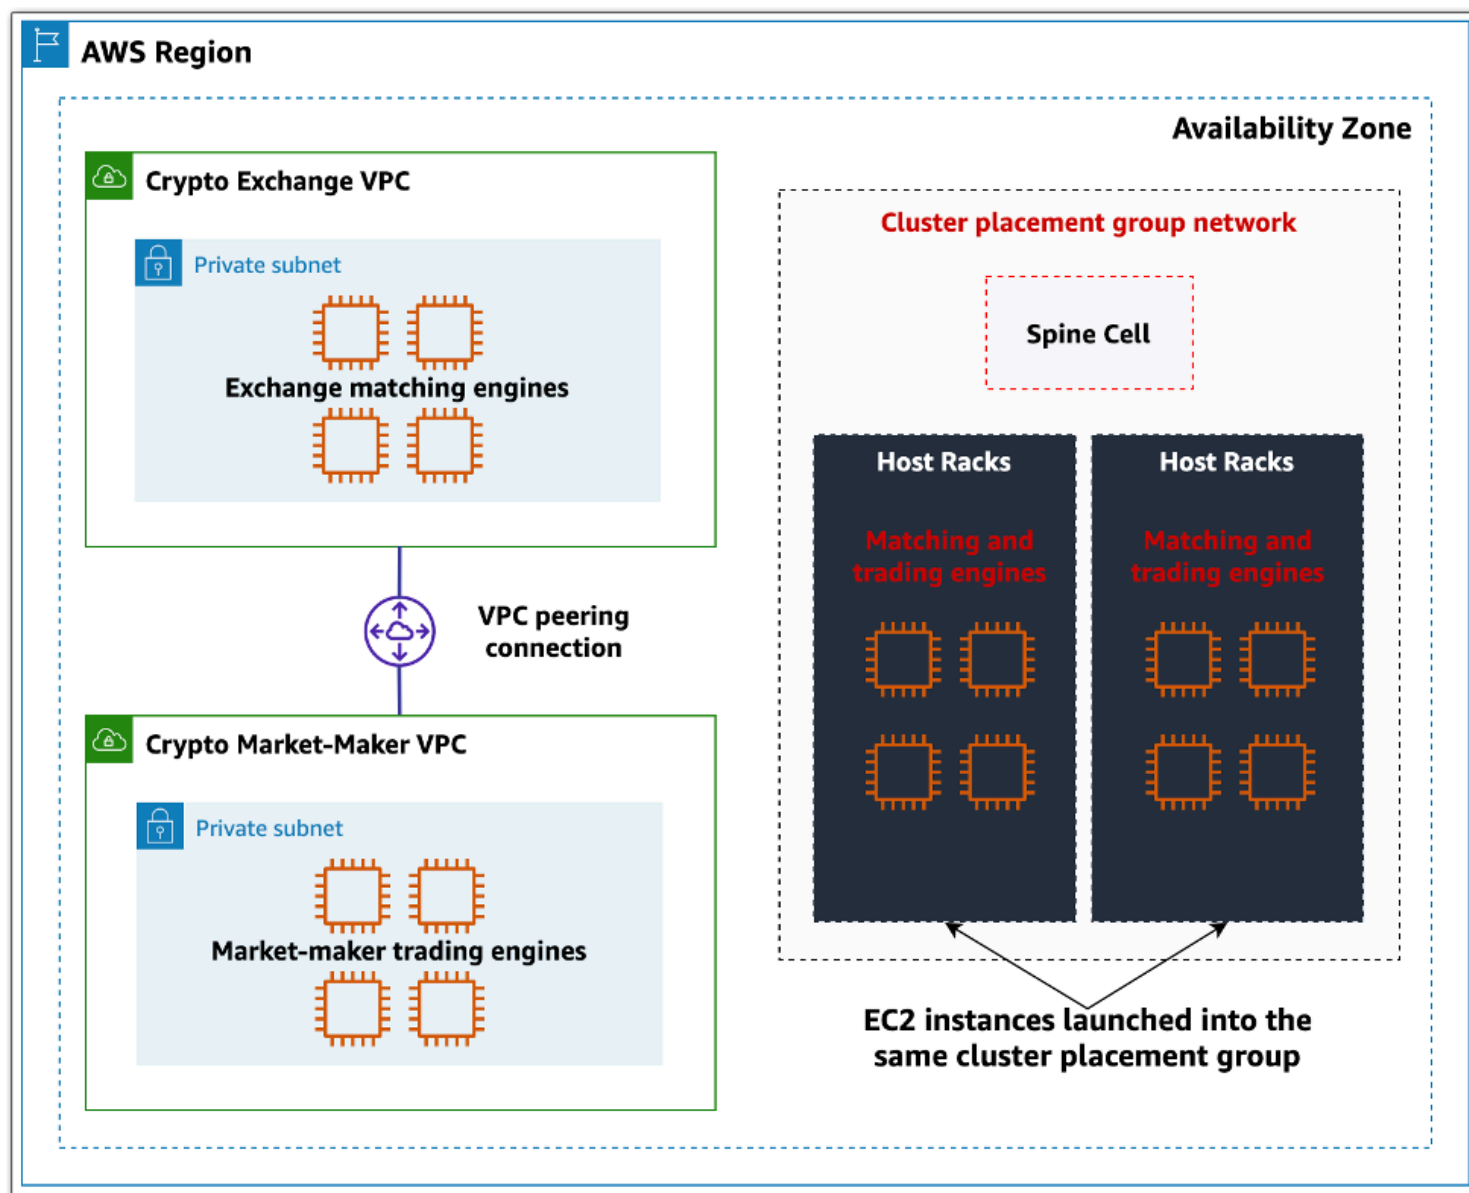 AWS Region
Availability Zone
Crypto Exchange VPC
Private subnet
Exchange matching engines
VPC peering
connection
Crypto Market-Maker VPC
Private subnet
Market-maker trading engines
Cluster placement group network
Spine Cell
Host Racks
Matching and
trading engines
Host Racks
Matching and
trading engines
EC2 instances launched into the
same cluster placement group